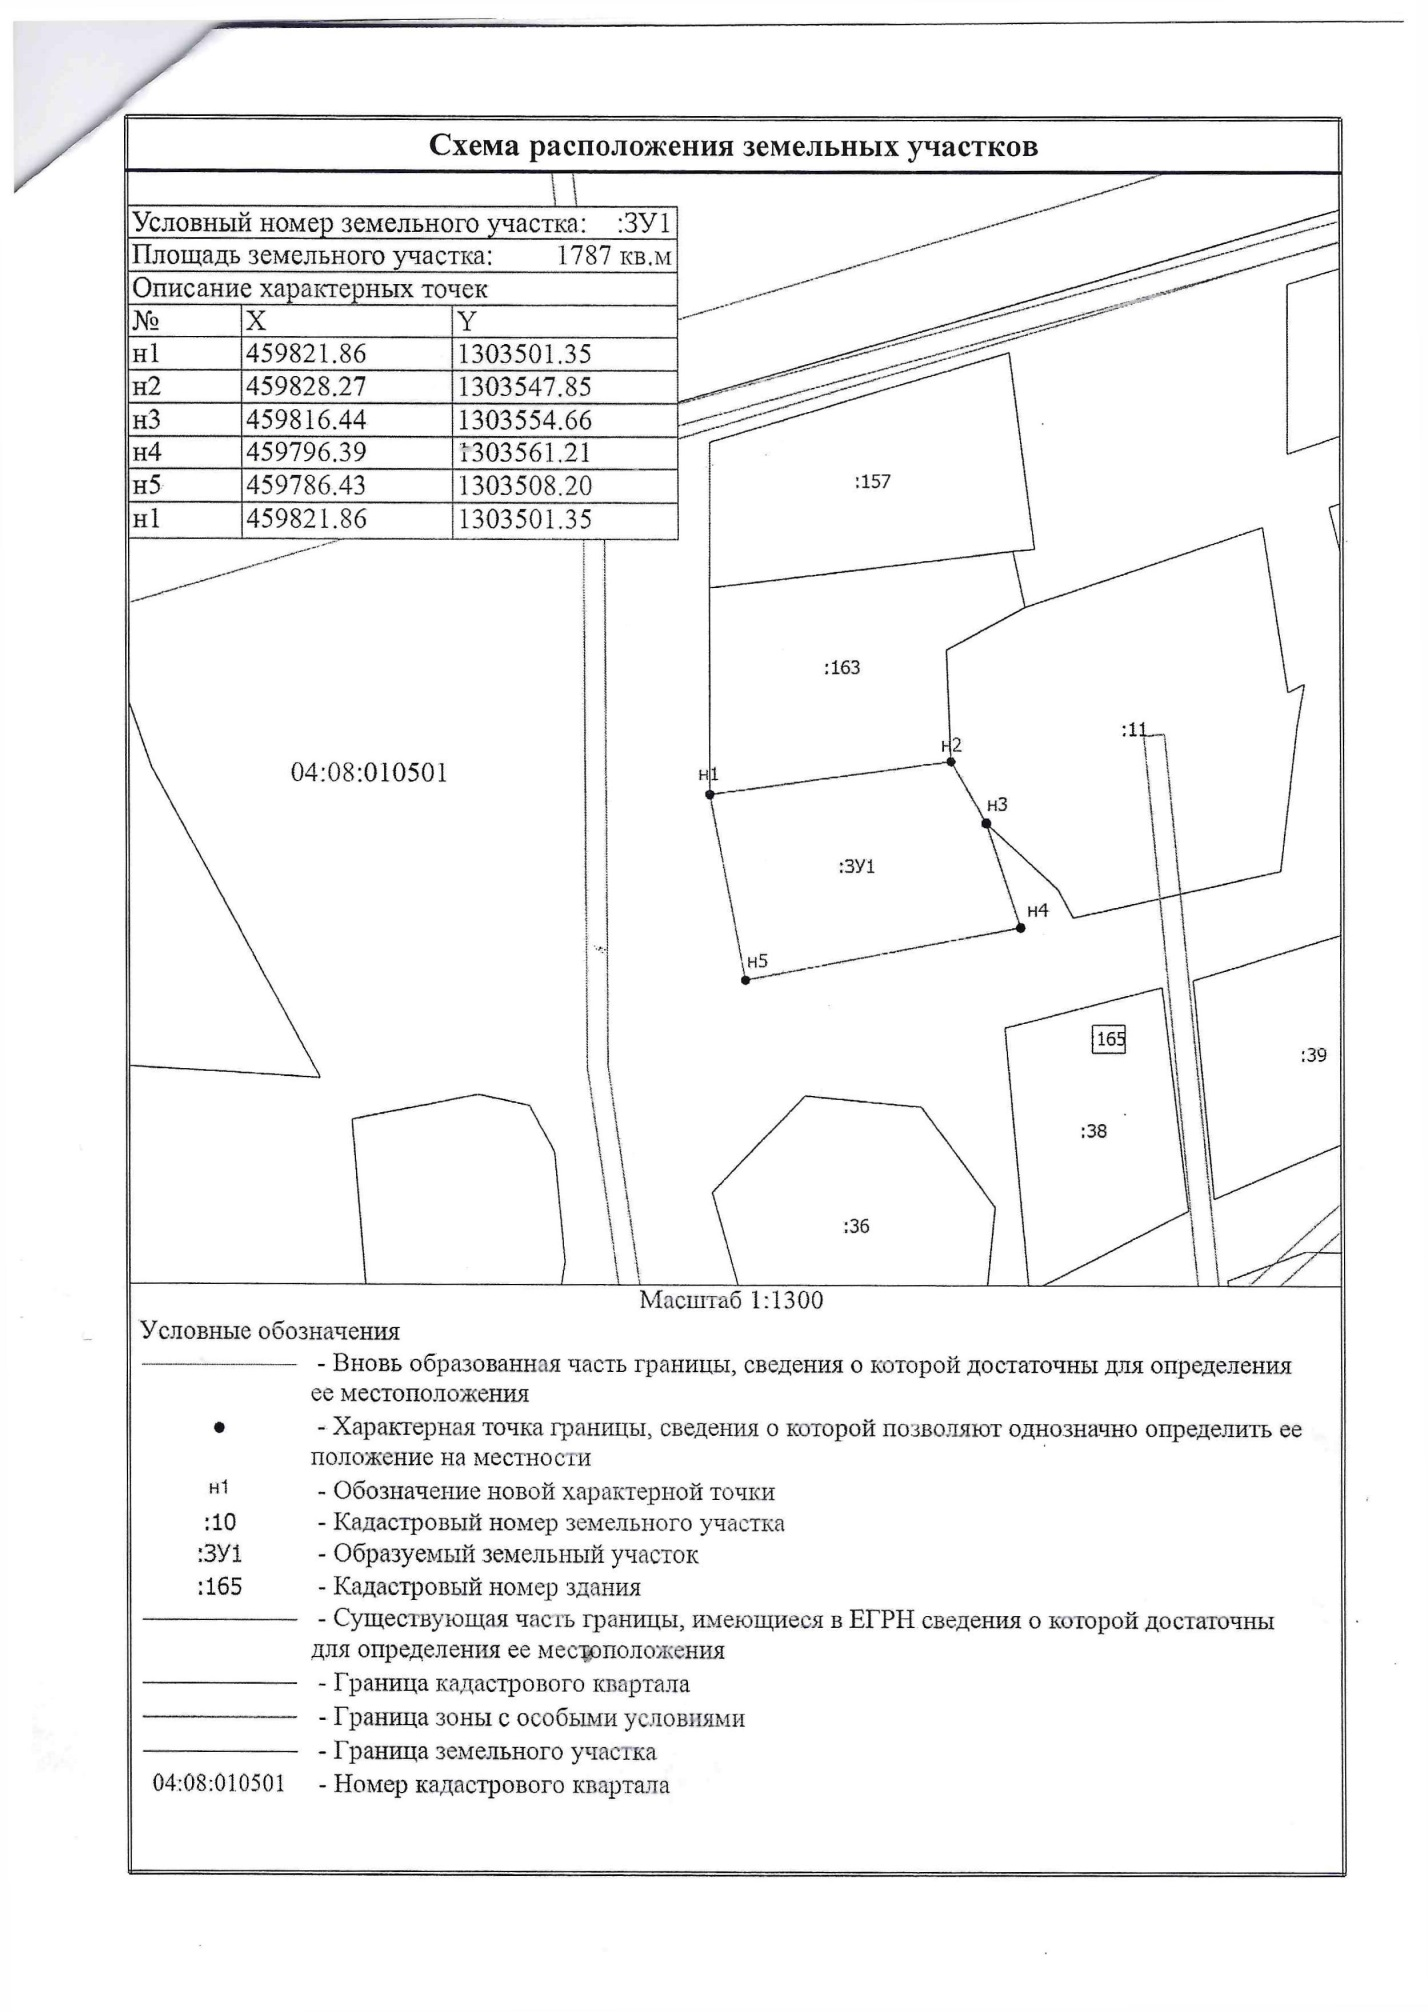 Схема расположения земельных участков
Условный номер земельного участка: :ЗУ1
Площадь земельного участка: 1787 кв.м
Описание характерных точек
№ X Y
н1 459821.86 1303501.35
н2 459828.27 1303547.85
н3 459816.44 1303554.66
н4 459796.39 1303561.21
н5 459786.43 1303508.20
н1 459821.86 1303501.35
:157
:163
:11
н2
04:08:010501
н1
н3
:ЗУ1
н4
н5
165
:39
:38
:36
Масштаб 1:1300
Условные обозначения
- Вновь образованная часть границы, сведения о которой достаточны для определения
ее местоположения
- Характерная точка границы, сведения о которой позволяют однозначно определить ее
положение на местности
н1 - Обозначение новой характерной точки
:10 - Кадастровый номер земельного участка
:ЗУ1 - Образуемый земельный участок
:165 - Кадастровый номер здания
- Существующая часть границы, имеющиеся в ЕГРН сведения о которой достаточны
для определения ее местоположения
- Граница кадастрового квартала
- Граница зоны с особыми условиями
- Граница земельного участка
04:08:010501 - Номер кадастрового квартала